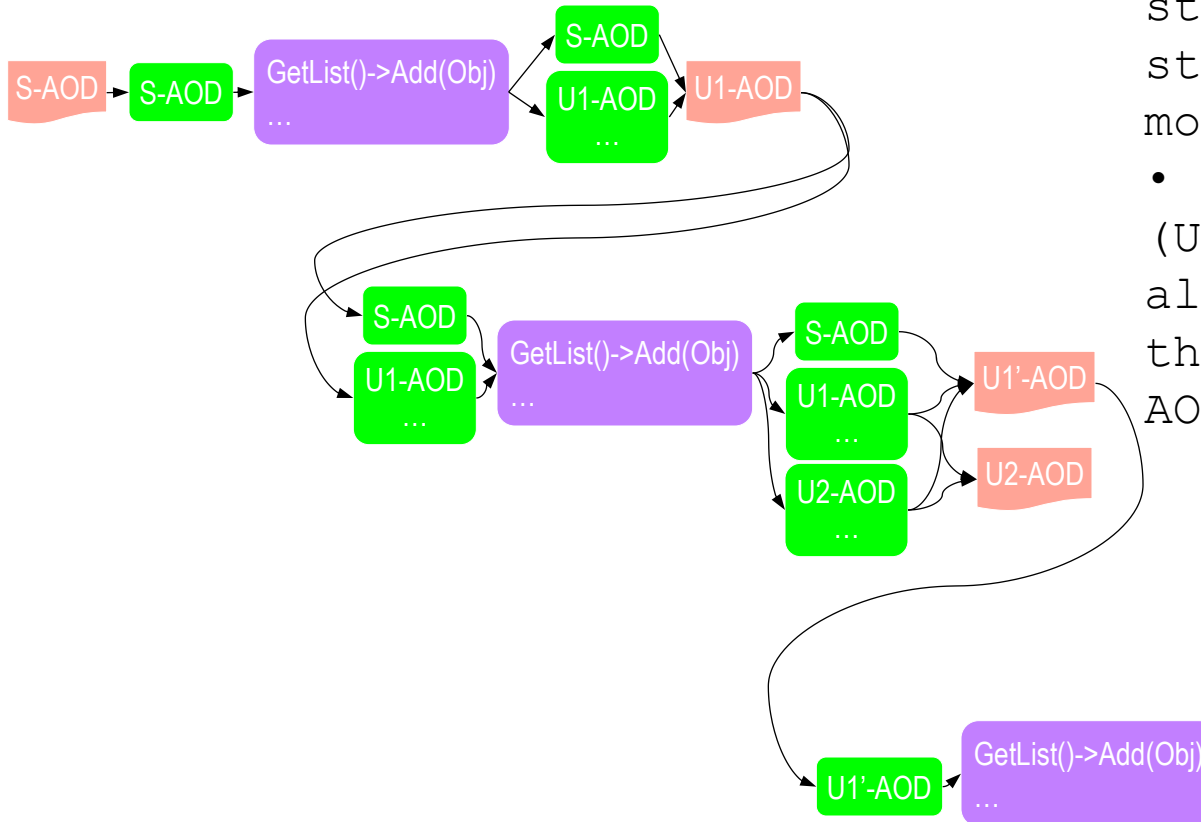 S-AOD
S-AOD
GetList()->Add(Obj)
…
S-AOD
U1-AOD
…
U1-AOD
S-AOD
U1-AOD
…
GetList()->Add(Obj)
…
S-AOD
U1-AOD
…
U2-AOD
…
U1’-AOD
U2-AOD
U1’-AOD
GetList()->Add(Obj)
…
st
st
mo
•
(U
al
th
AO